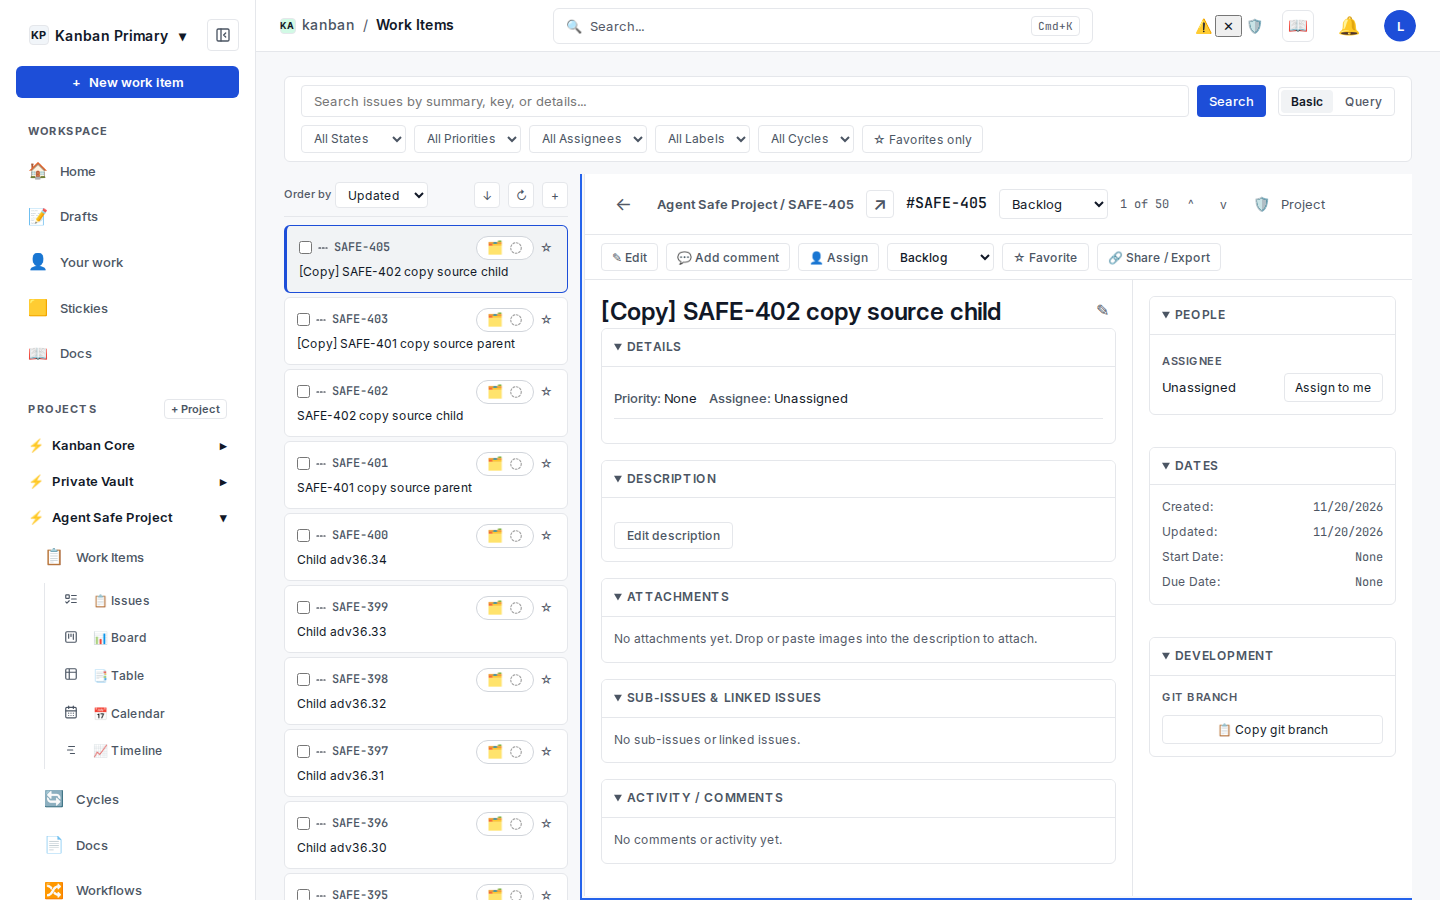 KP Kanban Primary ▼
+ New work item
WORKSPACE
Home
Drafts
Your work
Stickies
Docs
PROJECTS
+ Project
Kanban Core
Private Vault
Agent Safe Project
Work Items
Issues
Board
Table
Calendar
Timeline
Cycles
Docs
Workflows
KA kanban / Work Items
Search...
Cmd+K
L
Search issues by summary, key, or details...
Search
Basic
Query
All States
All Priorities
All Assignees
All Labels
All Cycles
☆ Favorites only
Order by
Updated
SAFE-405
[Copy] SAFE-402 copy source child
SAFE-403
[Copy] SAFE-401 copy source parent
SAFE-402
SAFE-402 copy source child
SAFE-401
SAFE-401 copy source parent
SAFE-400
Child adv36.34
SAFE-399
Child adv36.33
SAFE-398
Child adv36.32
SAFE-397
Child adv36.31
SAFE-396
Child adv36.30
SAFE-395
Agent Safe Project / SAFE-405
#SAFE-405
Backlog
1 of 50
^
v
Project
Edit
Add comment
Assign
Backlog
☆ Favorite
Share / Export
[Copy] SAFE-402 copy source child
▼ DETAILS
Priority: None Assignee: Unassigned
▼ DESCRIPTION
Edit description
▼ ATTACHMENTS
No attachments yet. Drop or paste images into the description to attach.
▼ SUB-ISSUES & LINKED ISSUES
No sub-issues or linked issues.
▼ ACTIVITY / COMMENTS
No comments or activity yet.
▼ PEOPLE
ASSIGNEE
Unassigned
Assign to me
▼ DATES
Created: 11/20/2026
Updated: 11/20/2026
Start Date: None
Due Date: None
▼ DEVELOPMENT
GIT BRANCH
Copy git branch